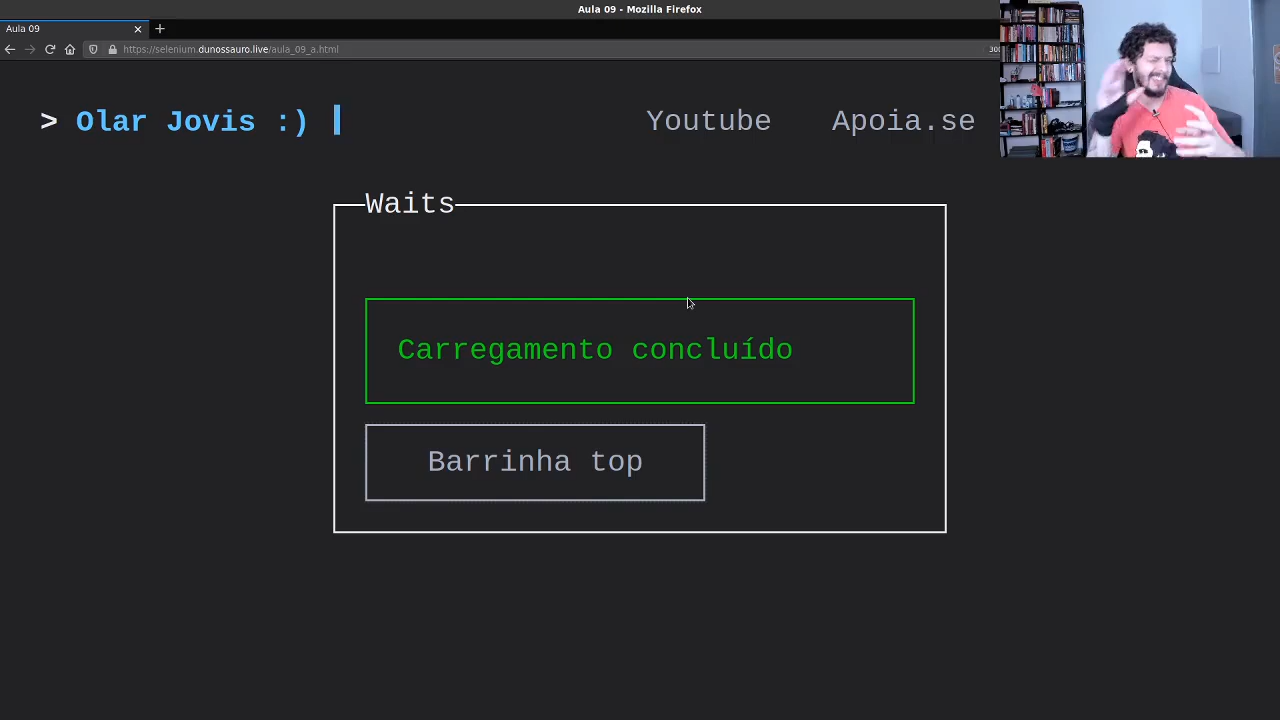 Aula 09 - Mozilla Firefox
Aula 09
https://selenium.dunossauro.live/aula_09_a.html
300
> Olar Jovis :)
Youtube
Apoia.se
Waits
Carregamento concluído
Barrinha top